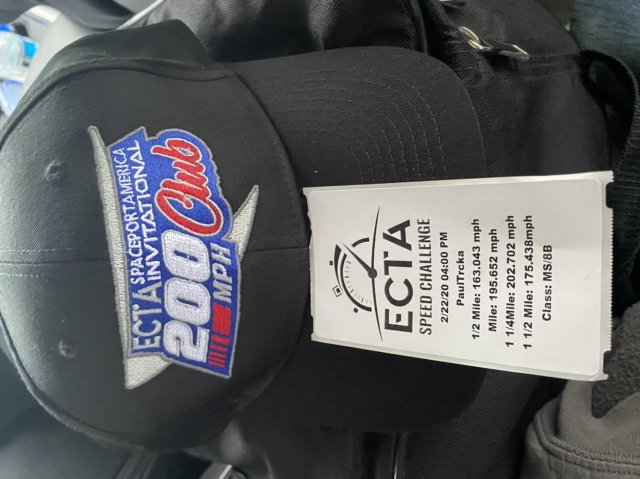 ECTA SPACEPORTAMERICA
INVITATIONAL
200 Club
MPH
ECTA
SPEED CHALLENGE
2/22/20 04:00 PM
PaulTrcka
1/2 Mile: 163.043 mph
Mile: 195.652 mph
1 1/4Mile: 202.702 mph
1 1/2 Mile: 175.438mph
Class: MS/8B